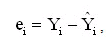 eᵢ = Yᵢ − Ŷᵢ ,